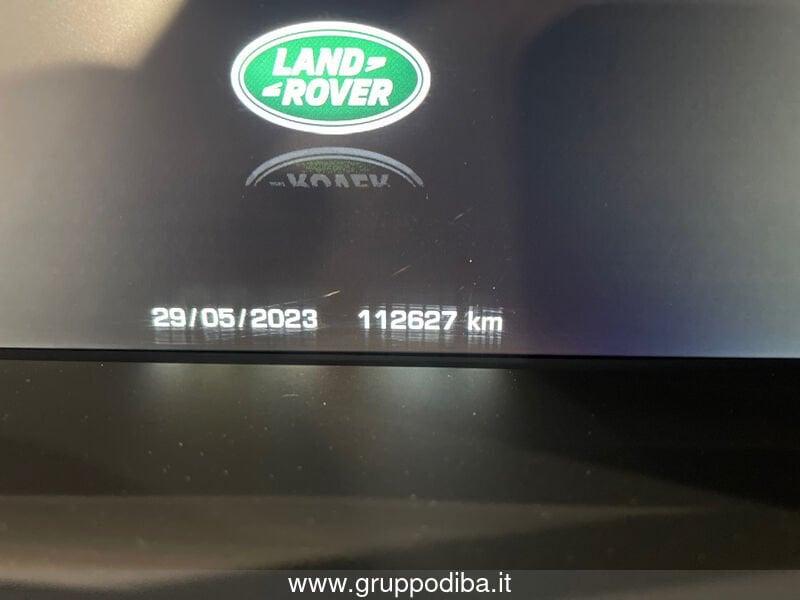 LAND
ROVER
29/05/2023 112627 km
www.gruppodiba.it